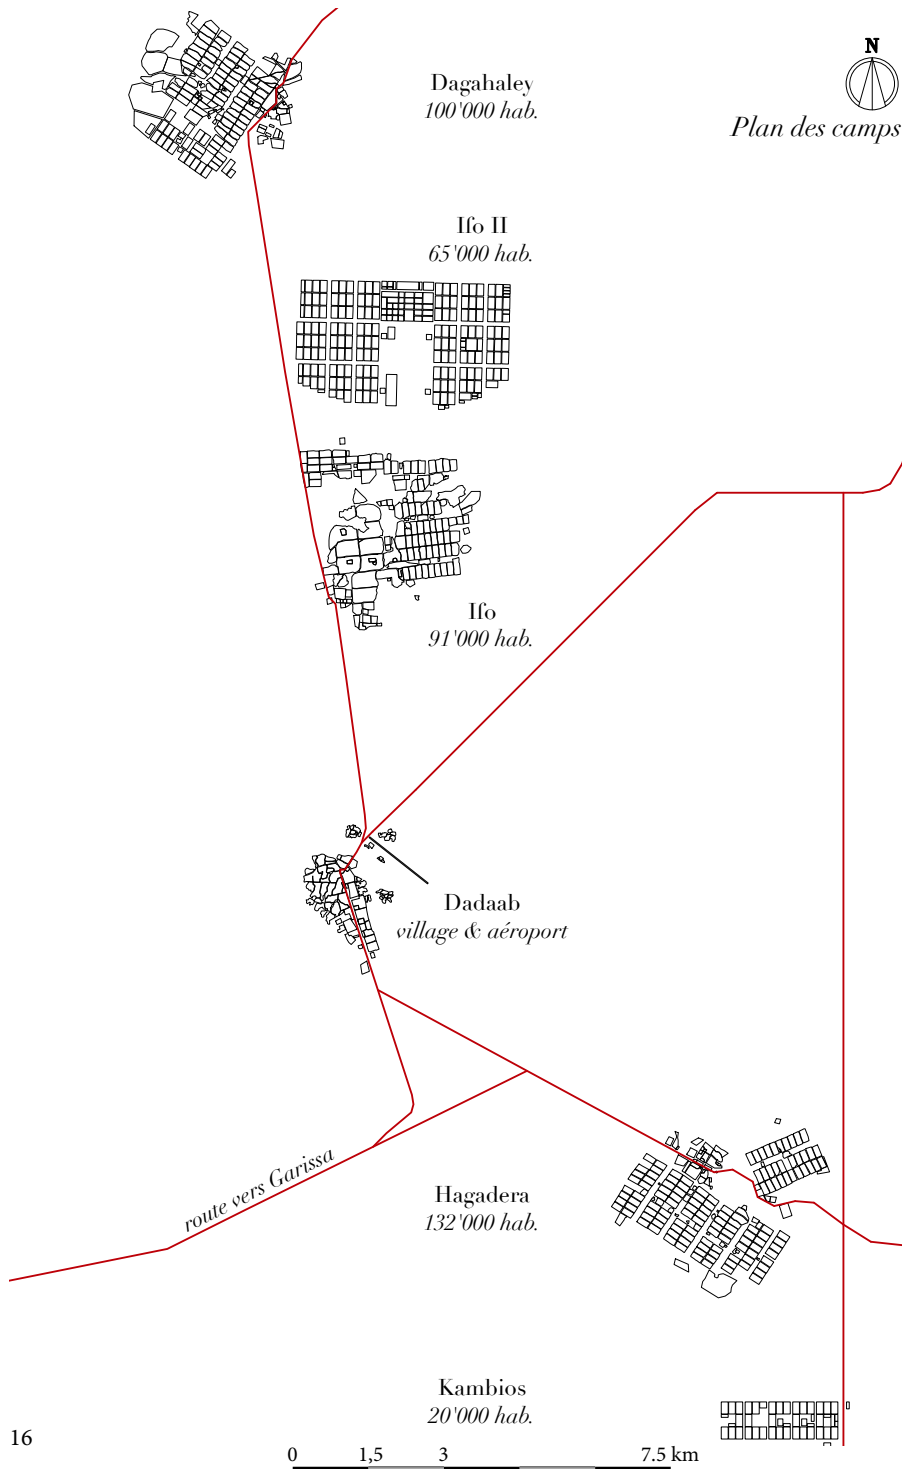 N
Plan des camps
Dagahaley
100'000 hab.
Ifo II
65'000 hab.
Ifo
91'000 hab.
Dadaab
village & aéroport
route vers Garissa
Hagadera
132'000 hab.
Kambios
20'000 hab.
16
0 1,5 3 7.5 km